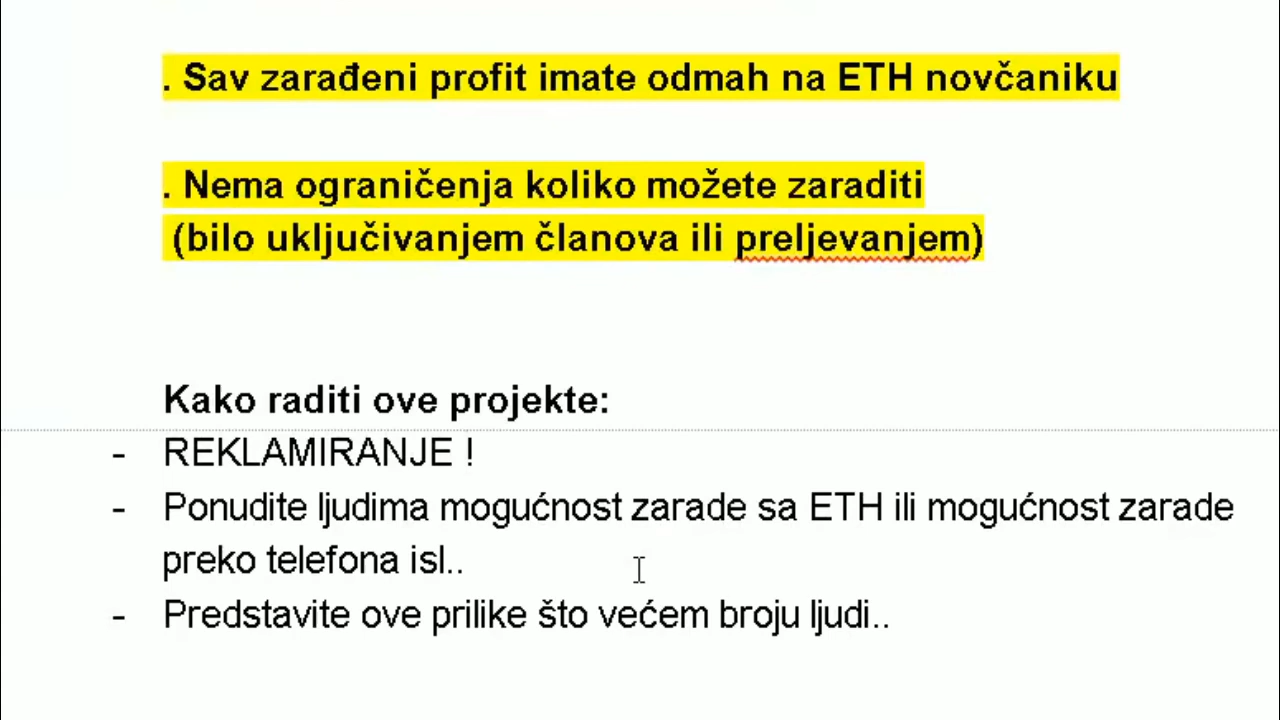 . Sav zarađeni profit imate odmah na ETH novčaniku
. Nema ograničenja koliko možete zaraditi
(bilo uključivanjem članova ili preljevanjem)
Kako raditi ove projekte:
- REKLAMIRANJE !
- Ponudite ljudima mogućnost zarade sa ETH ili mogućnost zarade
preko telefona isl..
- Predstavite ove prilike što većem broju ljudi..